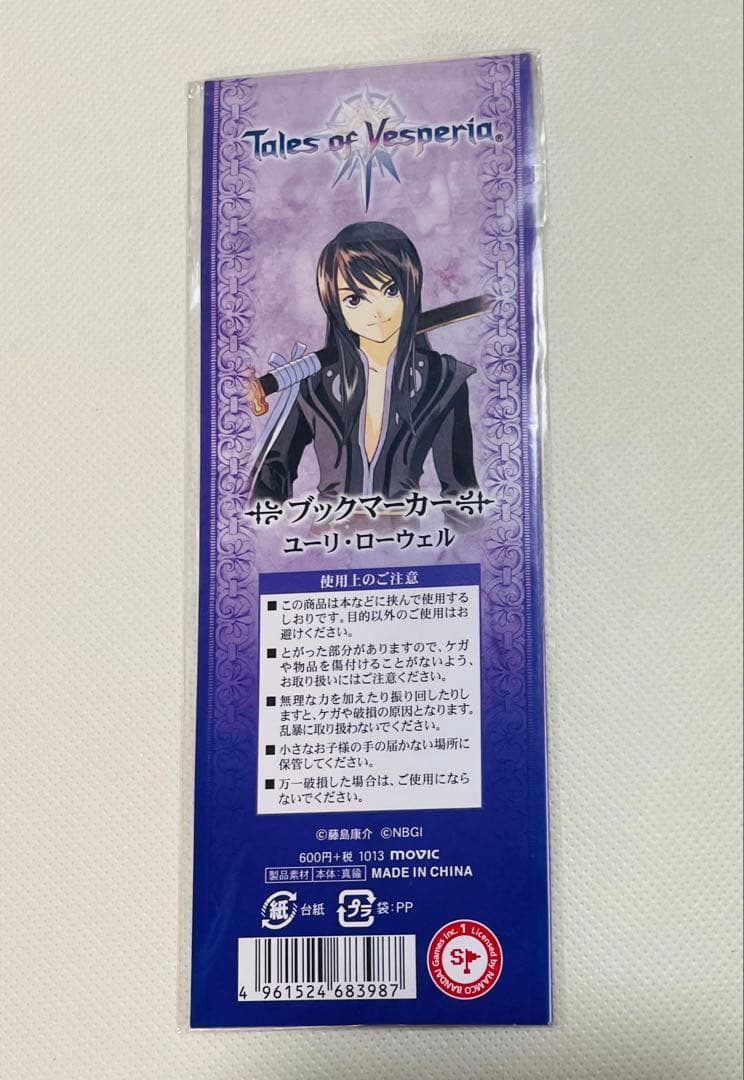 Tales of Vesperia®
ブックマーカー
ユーリ・ローウェル
使用上のご注意
■この商品は本などに挟んで使用する
しおりです。目的以外のご使用はお
避けください。
■とがった部分がありますので、ケガ
や物品を傷付けることがないよう、
お取り扱いにはご注意ください。
■無理な力を加えたり振り回したりし
ますと、ケガや破損の原因となります。
乱暴に取り扱わないでください。
■小さなお子様の手の届かない場所に
保管してください。
■万一破損した場合は、ご使用になら
ないでください。
©藤島康介 ©NBGI
600円+税 1013 movic
製品素材 本体:真鍮 MADE IN CHINA
紙 台紙 プラ 袋:PP
4 961524 683987
Licensed by NAMCO BANDAI Games Inc. 1
S